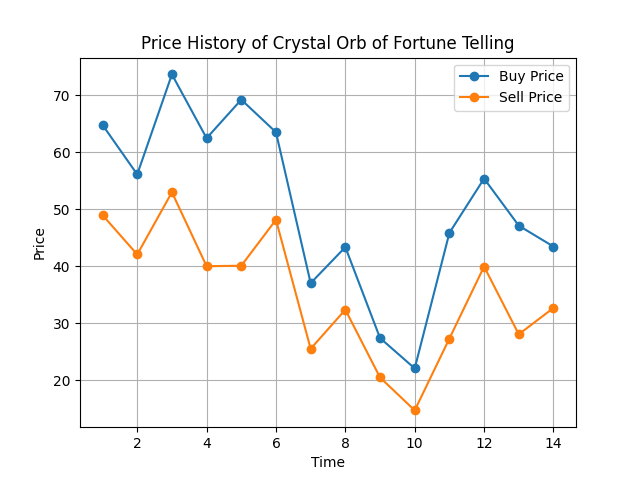 Price History of Crystal Orb of Fortune Telling
Buy Price
Sell Price
70
60
50
40
30
20
Price
2 4 6 8 10 12 14
Time